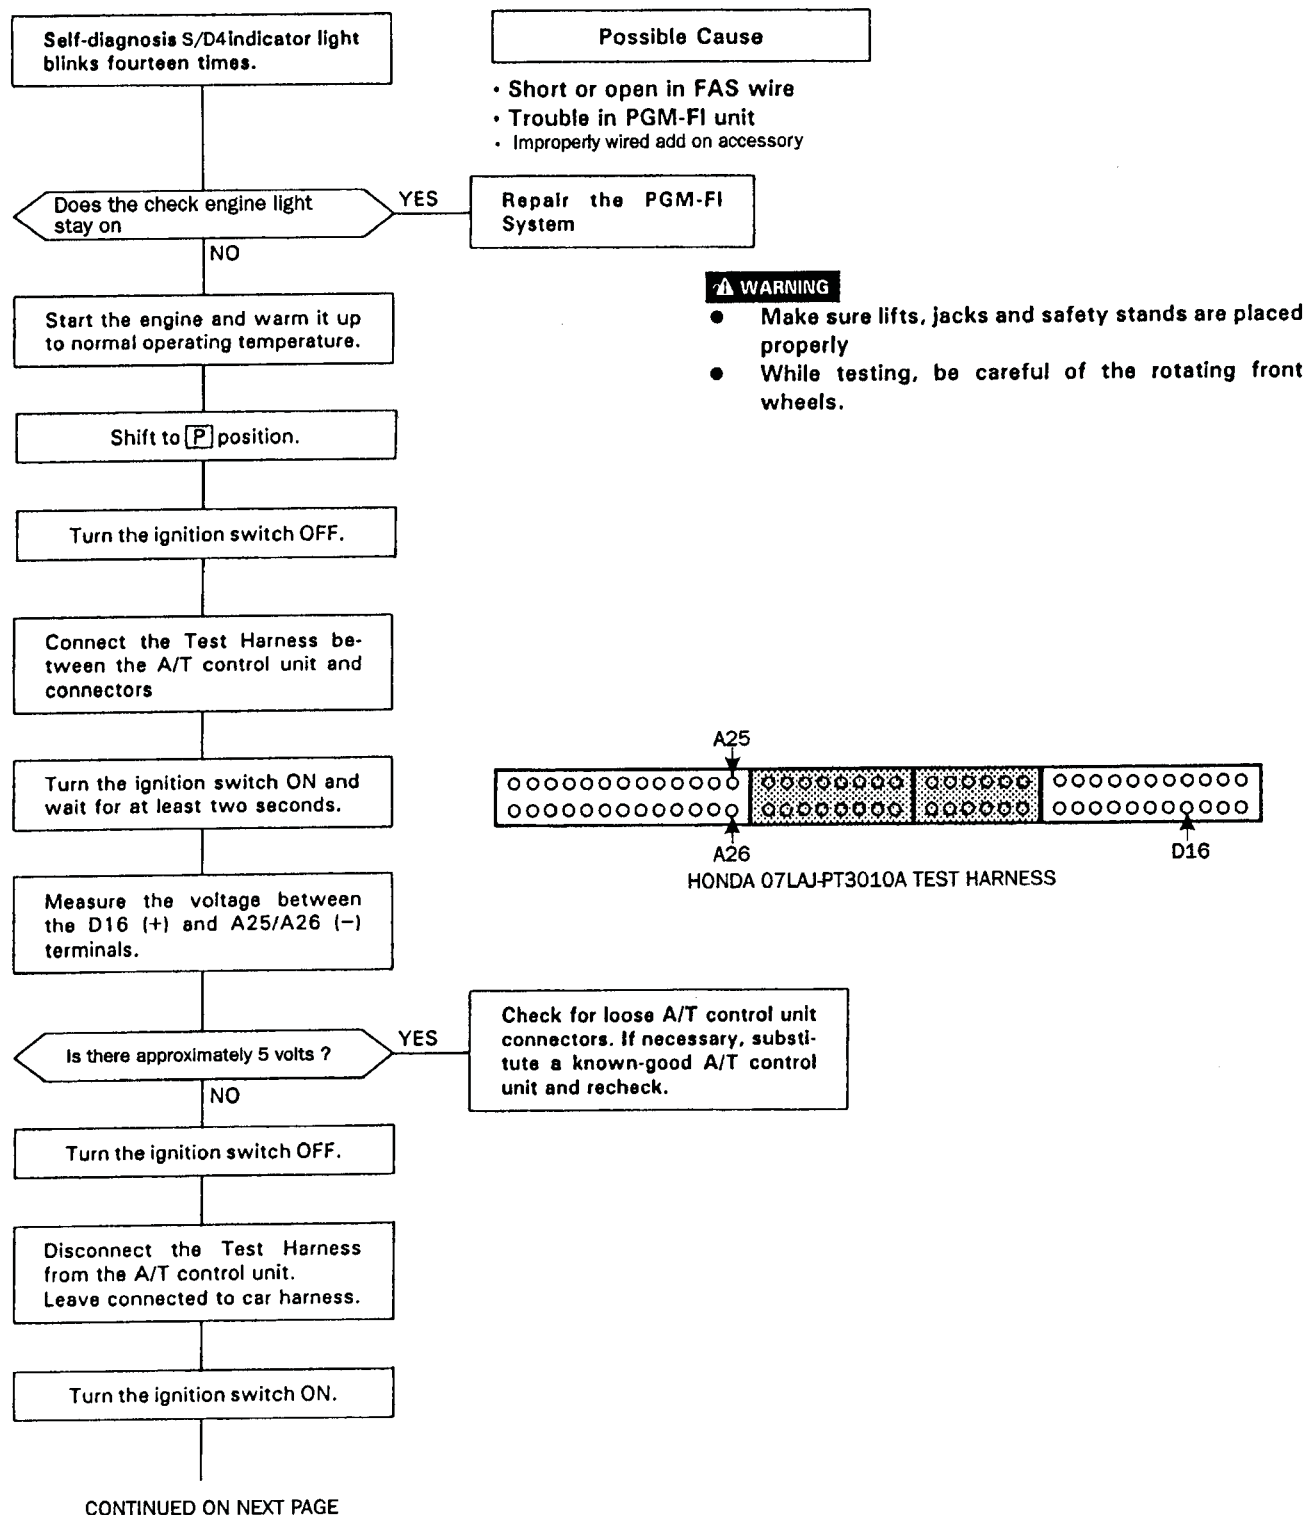 Self-diagnosis S/D4 indicator light
blinks fourteen times.
Possible Cause
• Short or open in FAS wire
• Trouble in PGM-FI unit
• Improperly wired add on accessory
Does the check engine light
stay on
YES
Repair the PGM-FI
System
NO
⚠ WARNING
● Make sure lifts, jacks and safety stands are placed
properly
● While testing, be careful of the rotating front
wheels.
Start the engine and warm it up
to normal operating temperature.
Shift to P position.
Turn the ignition switch OFF.
Connect the Test Harness be-
tween the A/T control unit and
connectors
Turn the ignition switch ON and
wait for at least two seconds.
A25
A26
D16
HONDA 07LAJ-PT3010A TEST HARNESS
Measure the voltage between
the D16 (+) and A25/A26 (−)
terminals.
Is there approximately 5 volts ?
YES
Check for loose A/T control unit
connectors. If necessary, substi-
tute a known-good A/T control
unit and recheck.
NO
Turn the ignition switch OFF.
Disconnect the Test Harness
from the A/T control unit.
Leave connected to car harness.
Turn the ignition switch ON.
CONTINUED ON NEXT PAGE